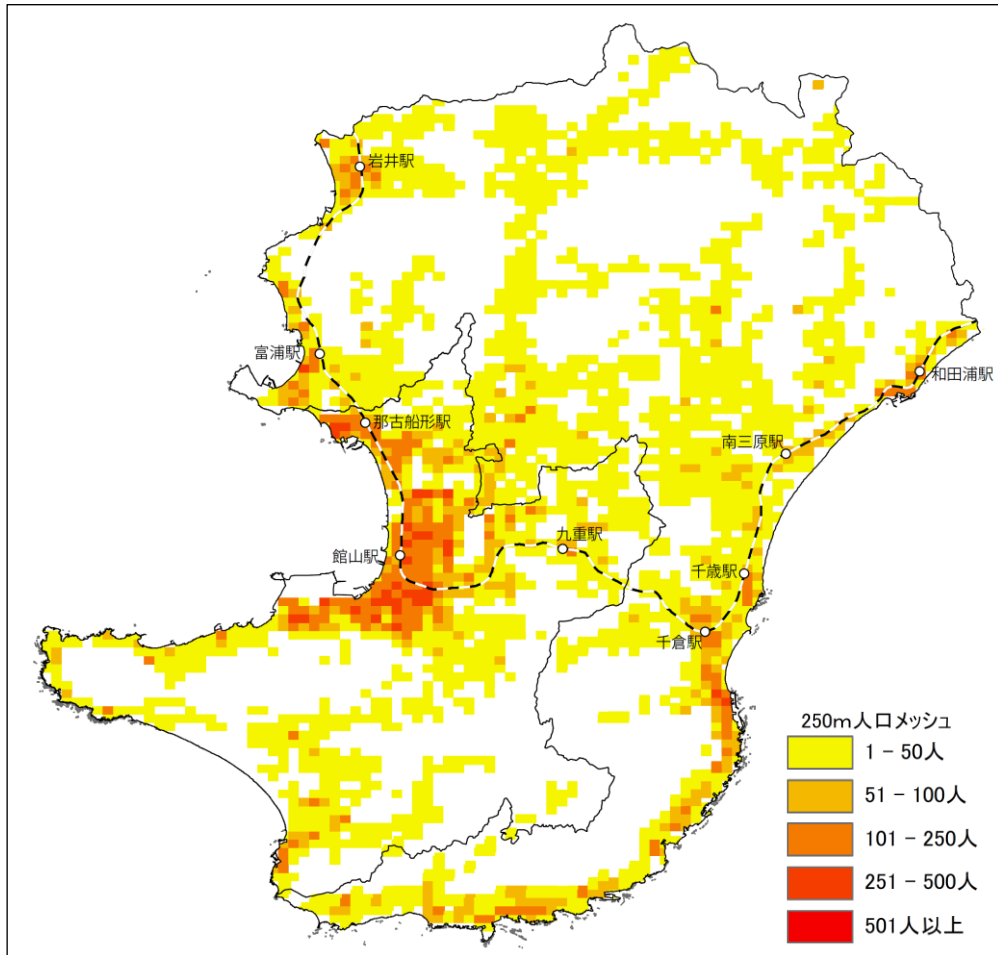 岩井駅
富浦駅
和田浦駅
那古船形駅
南三原駅
九重駅
館山駅
千歳駅
千倉駅
250m人口メッシュ
1 - 50人
51 - 100人
101 - 250人
251 - 500人
501人以上